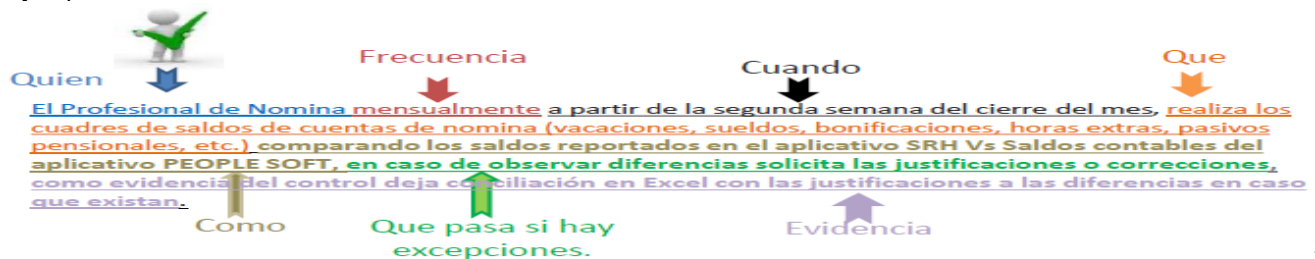 Frecuencia
Que
Cuando
Quien
El Profesional de Nomina mensualmente a partir de la segunda semana del cierre del mes, realiza los
cuadres de saldos de cuentas de nomina (vacaciones, sueldos, bonificaciones, horas extras, pasivos
pensionales, etc.) comparando los saldos reportados en el aplicativo SRH Vs Saldos contables del
aplicativo PEOPLE SOFT, en caso de observar diferencias solicita las justificaciones o correcciones,
como evidencia del control deja conciliación en Excel con las justificaciones a las diferencias en caso
que existan.
Como
Que pasa si hay
excepciones.
Evidencia